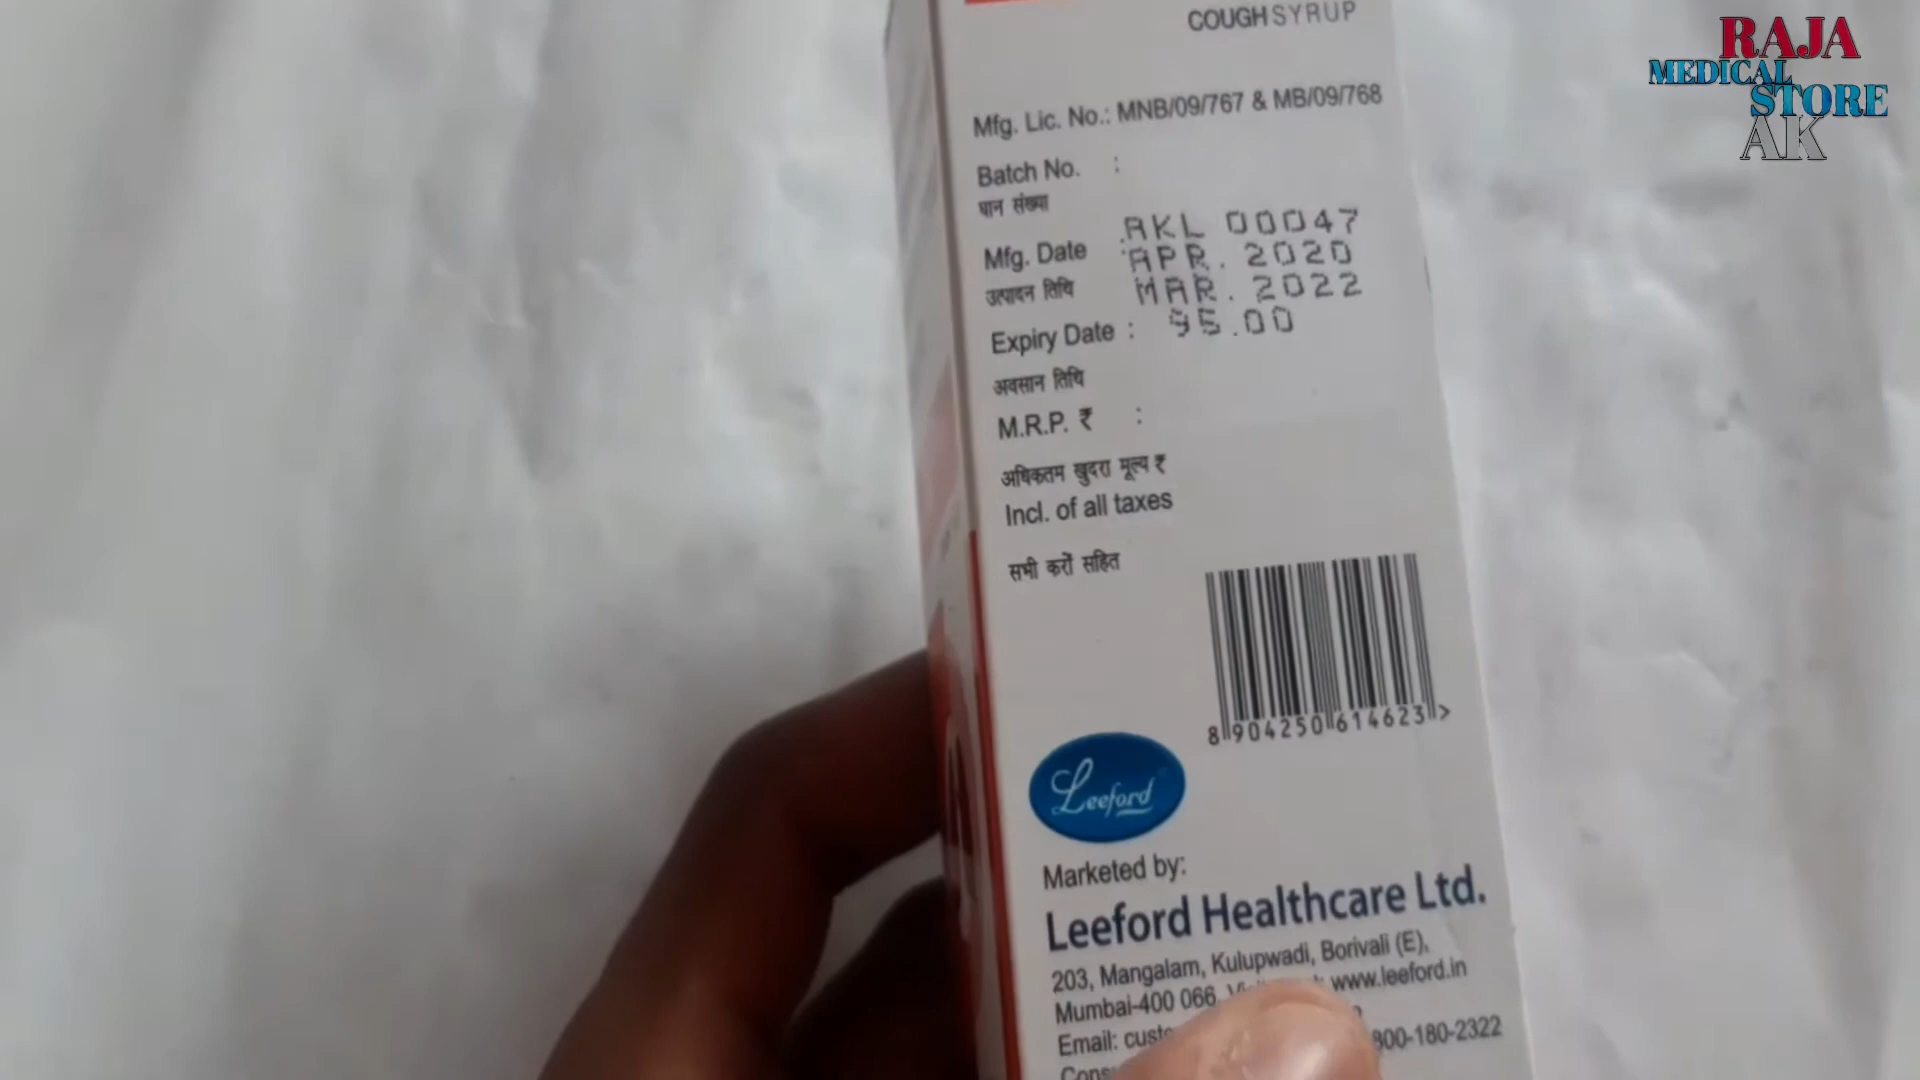 RAJA
MEDICAL
STORE
AK
COUGH SYRUP
Mfg. Lic. No.: MNB/09/767 & MB/09/768
Batch No. :
घान संख्या
AKL 00047
Mfg. Date APR. 2020
उत्पादन तिथि MAR. 2022
Expiry Date : 95.00
अवसान तिथि
M.R.P. ₹ :
अधिकतम खुदरा मूल्य ₹
Incl. of all taxes
सभी करों सहित
8 904250 614623 >
Leeford
Marketed by:
Leeford Healthcare Ltd.
203, Mangalam, Kulupwadi, Borivali (E),
Mumbai-400 066. www.leeford.in
Email: 800-180-2322